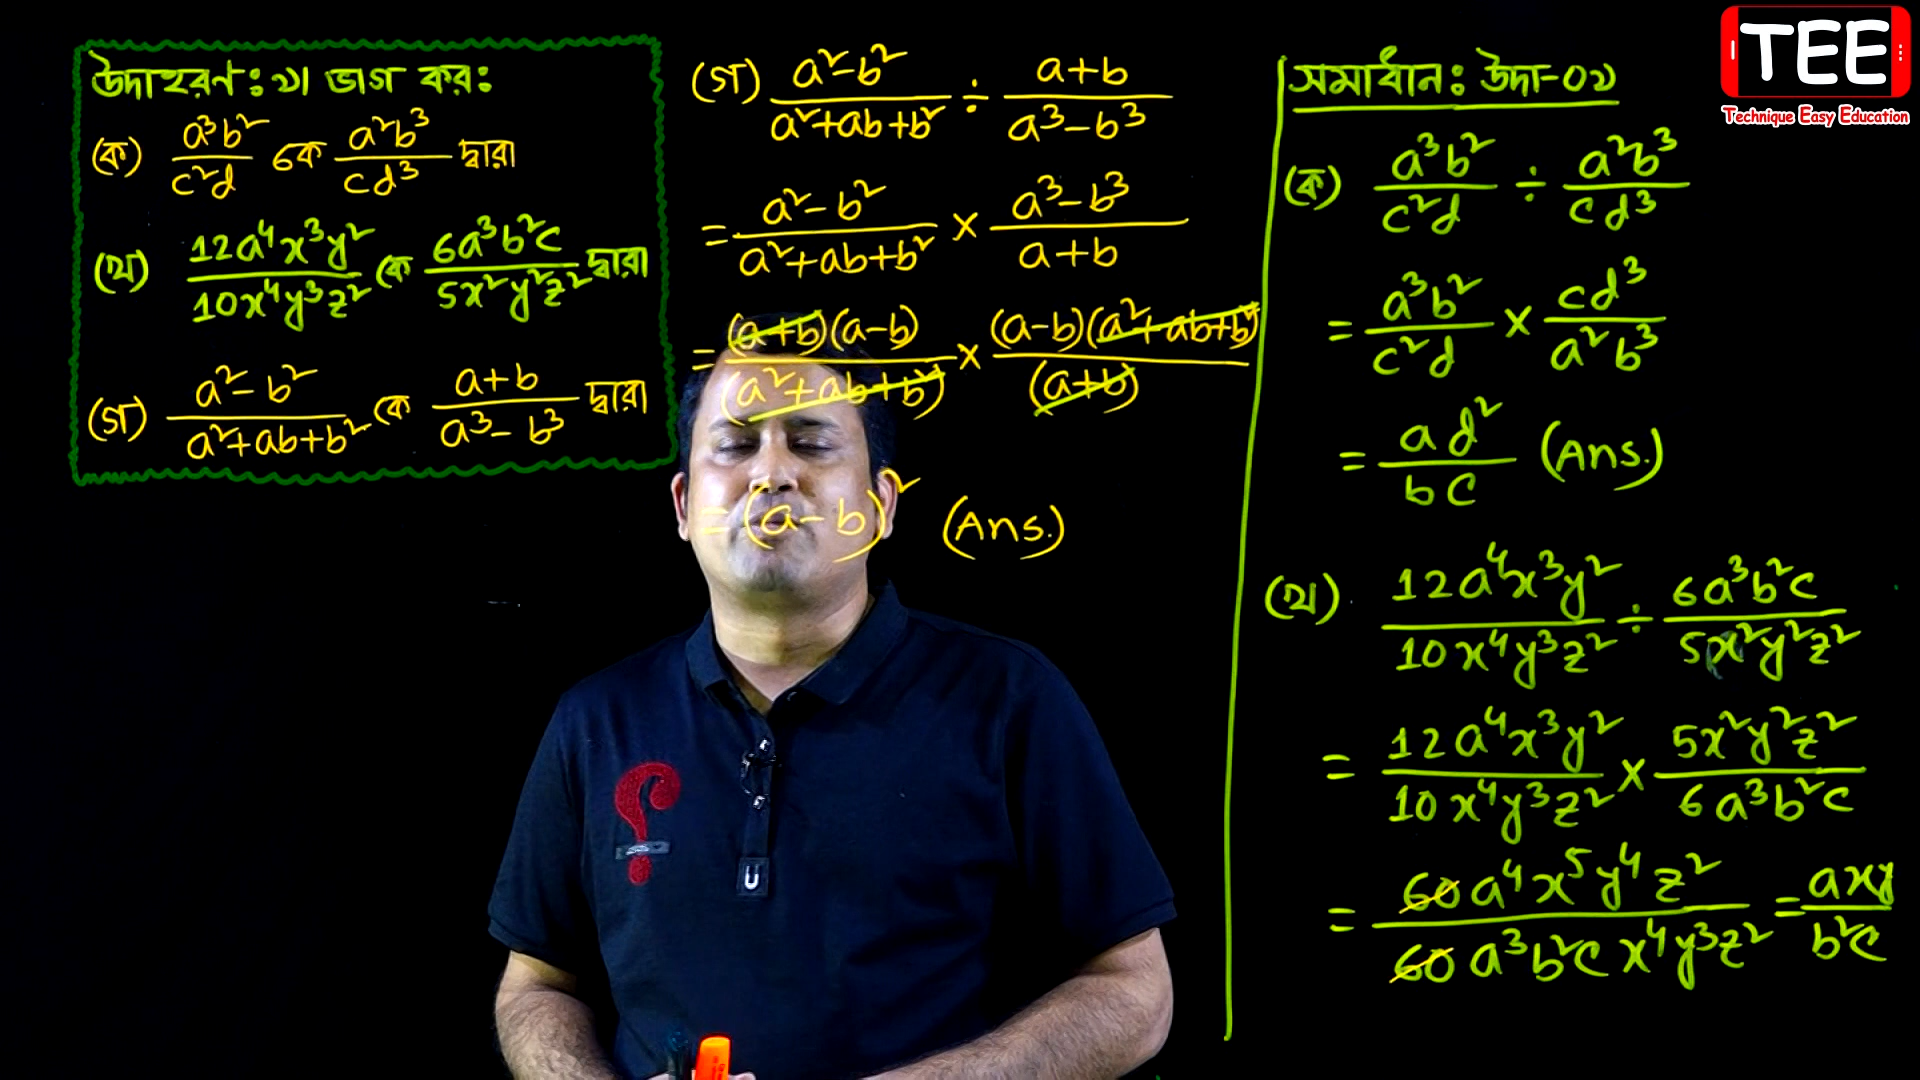 উদাহরণ: ১। ভাগ কর:
(ক) a³b²/c²d কে a²b³/cd³ দ্বারা
(খ) 12a⁴x³y²/10x⁴y³z² কে 6a³b²c/5x²y²z² দ্বারা
(গ) a²-b²/a²+ab+b² কে a+b/a³-b³ দ্বারা
(গ) a²-b²/a²+ab+b² ÷ a+b/a³-b³
= a²-b²/a²+ab+b² × a³-b³/a+b
= (a+b)(a-b)/(a²+ab+b²) × (a-b)(a²+ab+b²)/(a+b)
= (a-b)² (Ans.)
সমাধান: উদা-০১
(ক) a³b²/c²d ÷ a²b³/cd³
= a³b²/c²d × cd³/a²b³
= ad²/bc (Ans.)
(খ) 12a⁴x³y²/10x⁴y³z² ÷ 6a³b²c/5x²y²z²
= 12a⁴x³y²/10x⁴y³z² × 5x²y²z²/6a³b²c
= 60a⁴x⁵y⁴z²/60a³b²cx⁴y³z² = axy/b²c
TEE
Technique Easy Education
U